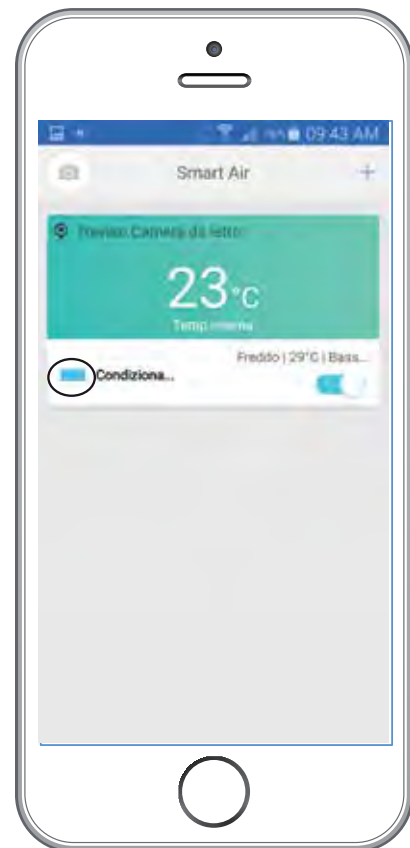 09:43 AM
Smart Air
Treviso Camera da letto
23°C
Temp interna
Freddo | 29°C | Bass...
Condiziona...